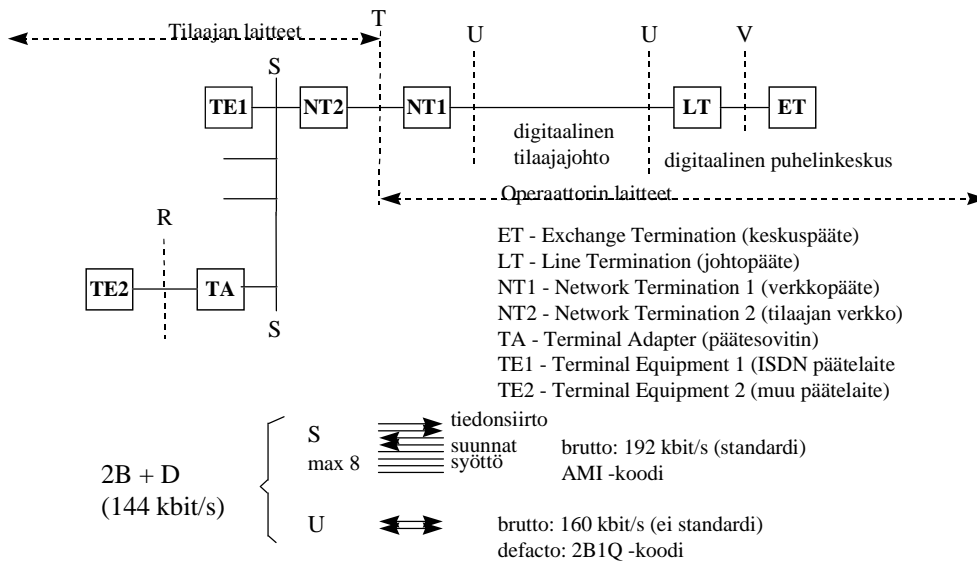 T
Tilaajan laitteet
U
U
V
S
TE1
NT2
NT1
LT
ET
digitaalinen
tilaajajohto
digitaalinen puhelinkeskus
Operaattorin laitteet
R
TE2
TA
S
ET - Exchange Termination (keskuspääte)
LT - Line Termination (johtopääte)
NT1 - Network Termination 1 (verkkopääte)
NT2 - Network Termination 2 (tilaajan verkko)
TA - Terminal Adapter (päätesovitin)
TE1 - Terminal Equipment 1 (ISDN päätelaite
TE2 - Terminal Equipment 2 (muu päätelaite)
2B + D
(144 kbit/s)
S
max 8
tiedonsiirto
suunnat
syöttö
brutto: 192 kbit/s (standardi)
AMI -koodi
U
brutto: 160 kbit/s (ei standardi)
defacto: 2B1Q -koodi